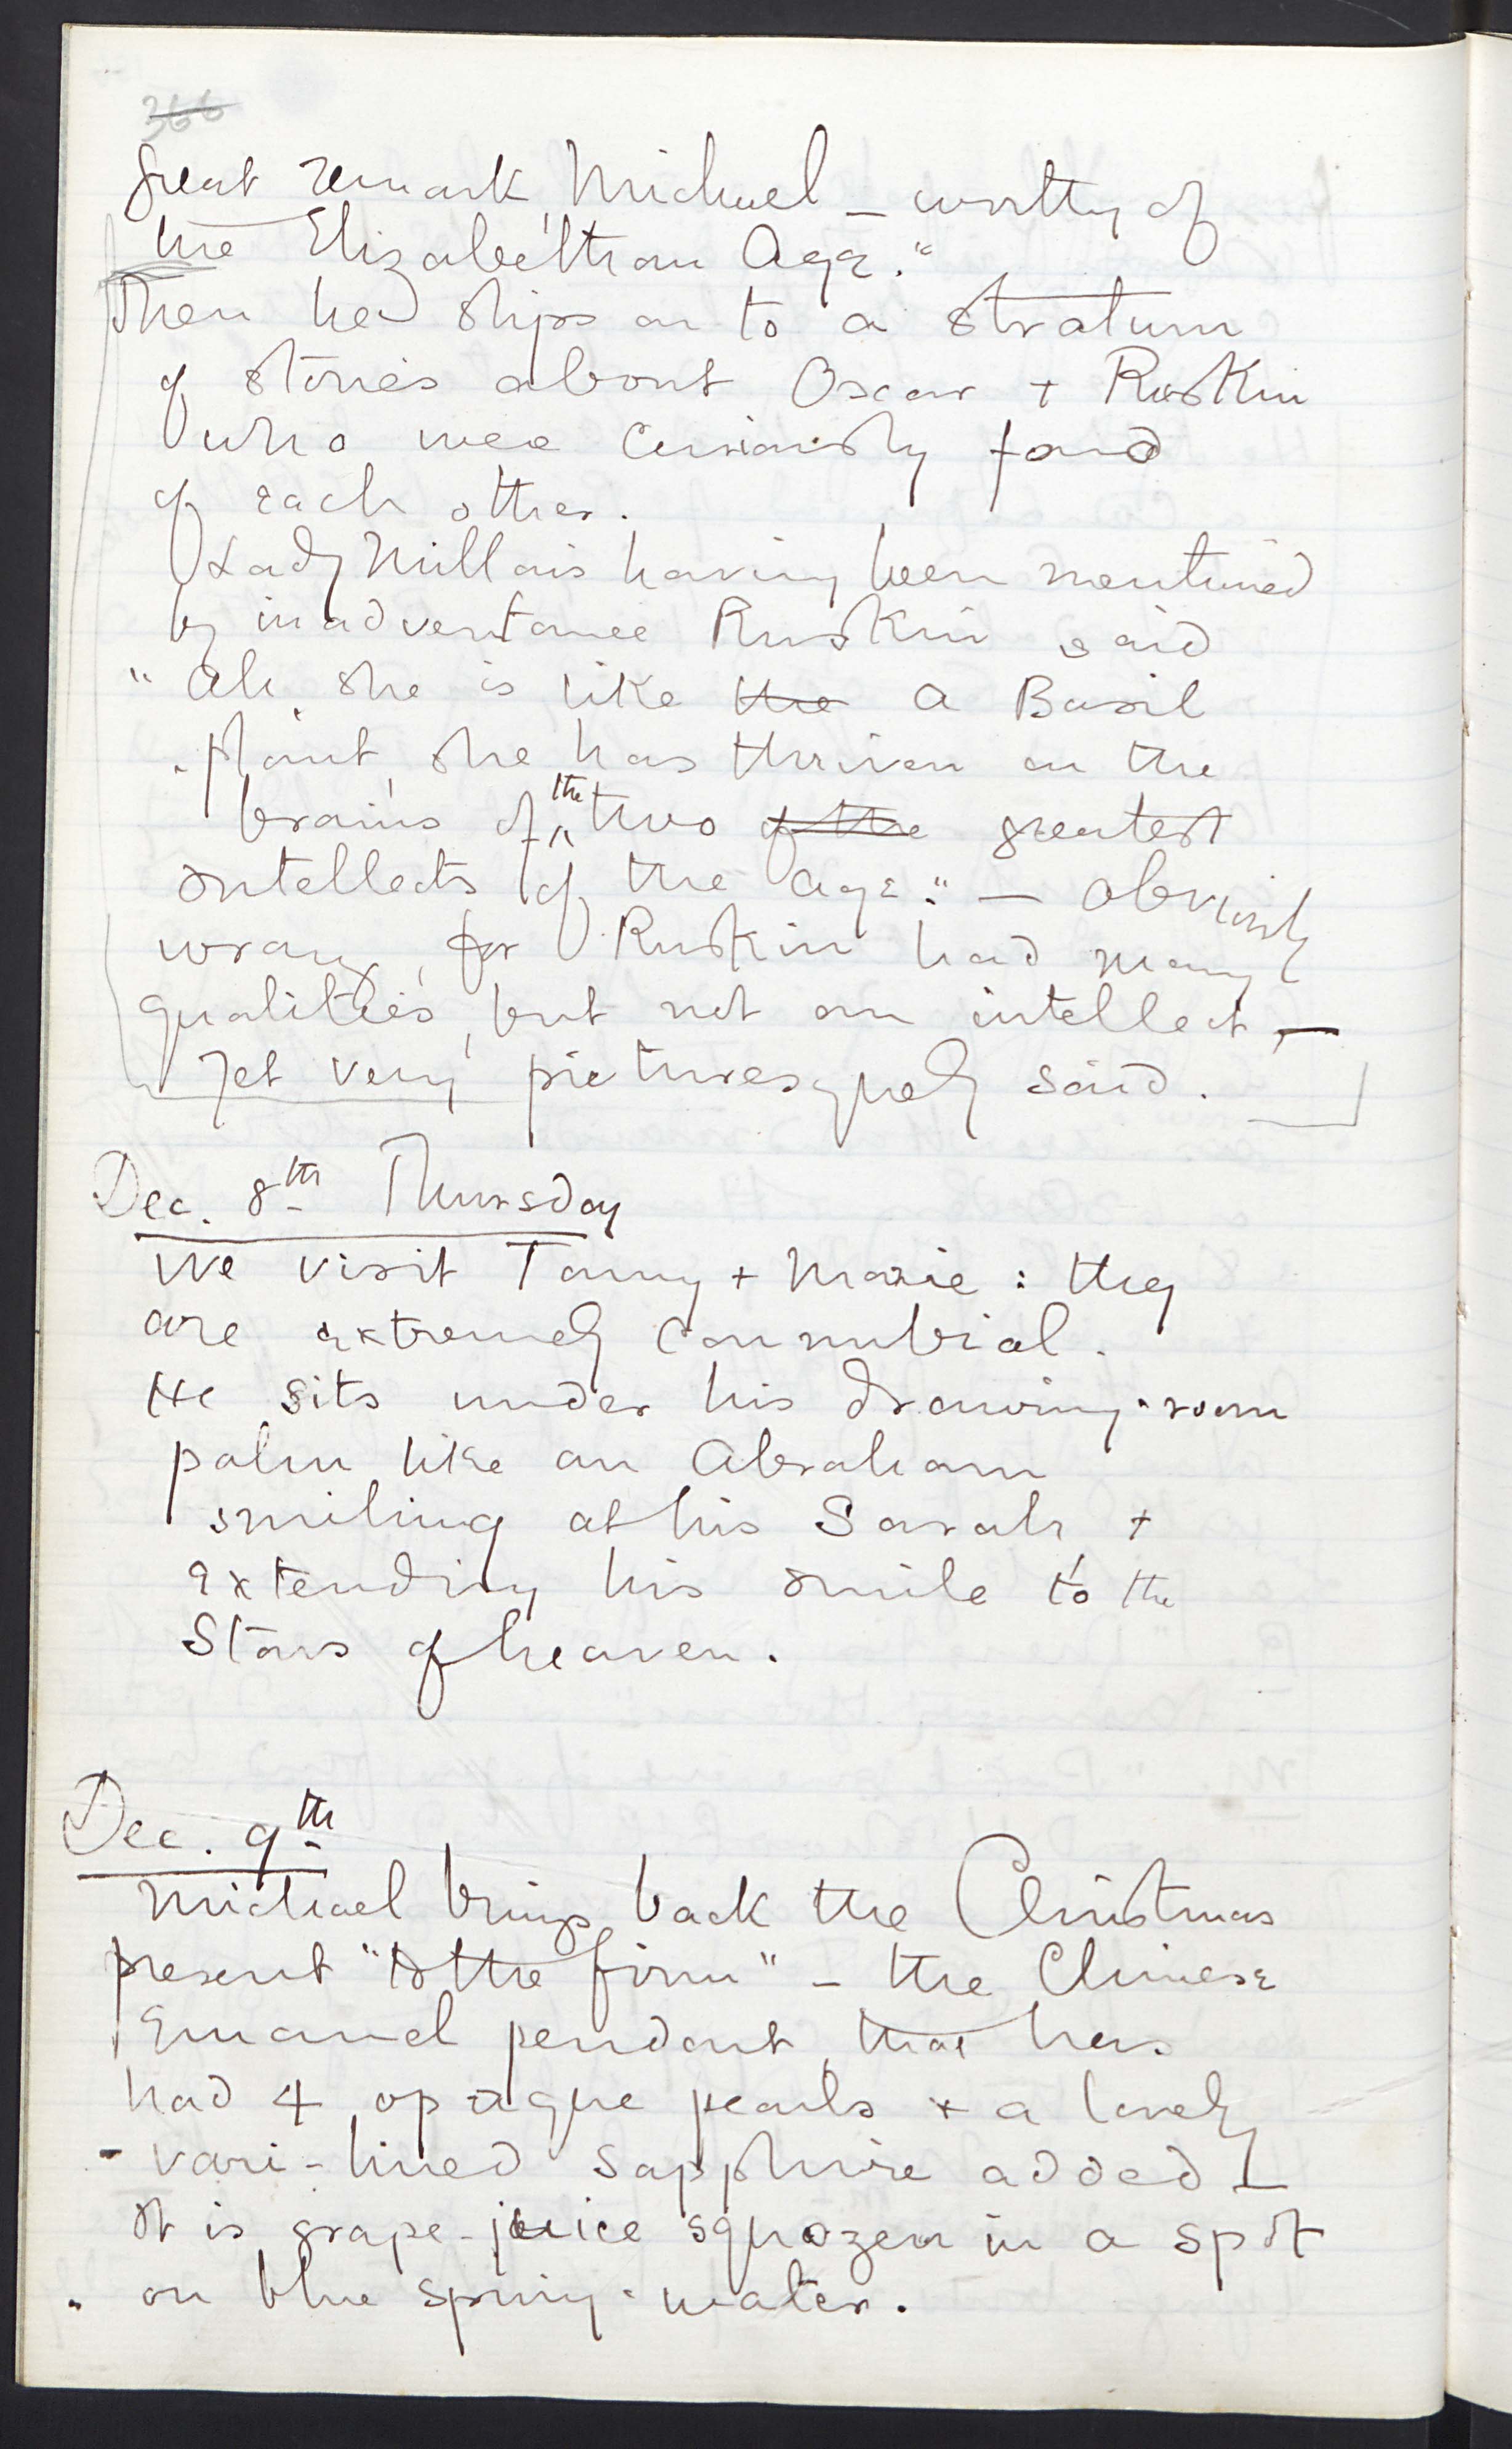 366
great remark, Michael – worthy of
the Elizabethan Age."
Then he slips on to a stratum
of stories about Oscar + Ruskin
who were curiously fond
of each other.
Lady Millais having been mentioned
by inadvertance Ruskin said
"Ah, she is like the a Basil
plant, she has thriven on the
brains of the two of the greatest
intellects of the age." — obviously
wrong, for Ruskin had many
qualities, but not an intellect, —
yet very picturesquely said.
Dec. 8th Thursday
We visit Tommy + Marie : they
are extremely connubial.
He sits under his drawing-room
palm like an Abraham
smiling at his Sarah, +
extending his smile to the
Stars of heaven.
Dec. 9th
Michael brings back the Christmas
present "to the firm" – the Chinese
Enamel pendant, that has
had 4 opaque pearls + a lovely
vari-hued sapphire added –
It is grape-juice squozen in a spot
on blue spring-water.